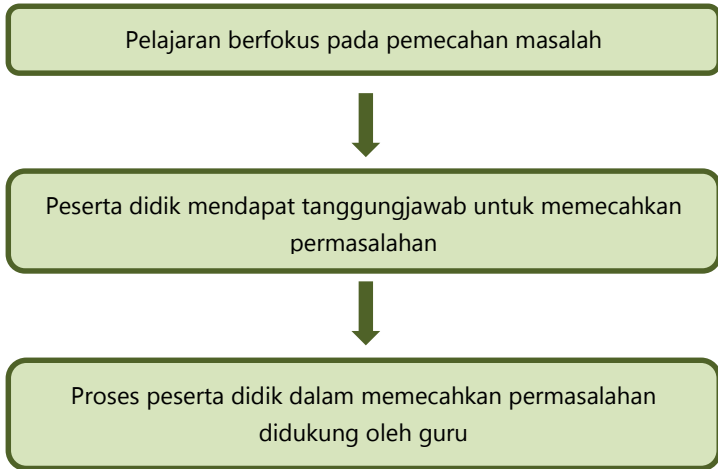 Pelajaran berfokus pada pemecahan masalah
Peserta didik mendapat tanggungjawab untuk memecahkan
permasalahan
Proses peserta didik dalam memecahkan permasalahan
didukung oleh guru